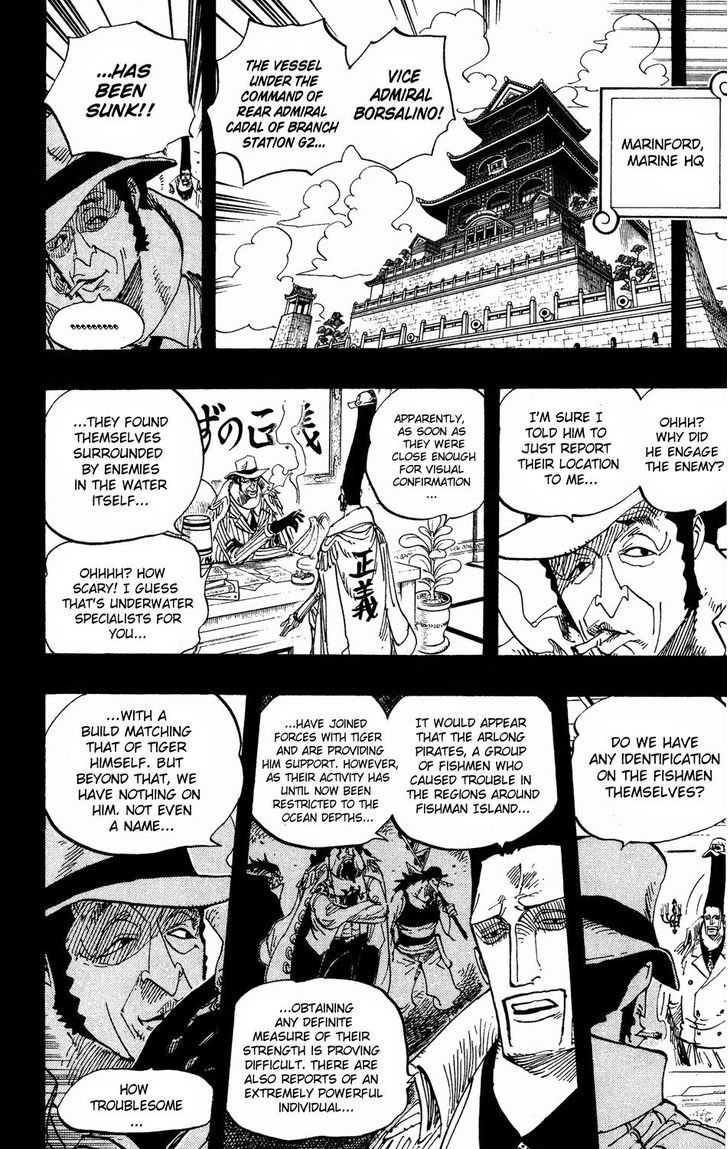 MARINFORD,
MARINE HQ
VICE
ADMIRAL
BORSALINO!
THE VESSEL
UNDER THE
COMMAND OF
REAR ADMIRAL
CADAL OF BRANCH
STATION G2...
...HAS
BEEN
SUNK!!
..........
OHHH?
WHY DID
HE ENGAGE
THE ENEMY?
I'M SURE I
TOLD HIM TO
JUST REPORT
THEIR LOCATION
TO ME...
APPARENTLY,
AS SOON AS
THEY WERE
CLOSE ENOUGH
FOR VISUAL
CONFIRMATION
...
ずの正義
正義
...THEY FOUND
THEMSELVES
SURROUNDED
BY ENEMIES
IN THE WATER
ITSELF...
OHHHH? HOW
SCARY! I GUESS
THAT'S UNDERWATER
SPECIALISTS FOR
YOU...
DO WE HAVE
ANY IDENTIFICATION
ON THE FISHMEN
THEMSELVES?
IT WOULD APPEAR
THAT THE ARLONG
PIRATES, A GROUP
OF FISHMEN WHO
CAUSED TROUBLE IN
THE REGIONS AROUND
FISHMAN ISLAND...
...HAVE JOINED
FORCES WITH TIGER
AND ARE PROVIDING
HIM SUPPORT. HOWEVER,
AS THEIR ACTIVITY HAS
UNTIL NOW BEEN
RESTRICTED TO THE
OCEAN DEPTHS...
...OBTAINING
ANY DEFINITE
MEASURE OF THEIR
STRENGTH IS PROVING
DIFFICULT. THERE ARE
ALSO REPORTS OF AN
EXTREMELY POWERFUL
INDIVIDUAL...
...WITH A
BUILD MATCHING
THAT OF TIGER
HIMSELF. BUT
BEYOND THAT, WE
HAVE NOTHING ON
HIM. NOT EVEN
A NAME...
HOW
TROUBLESOME
...